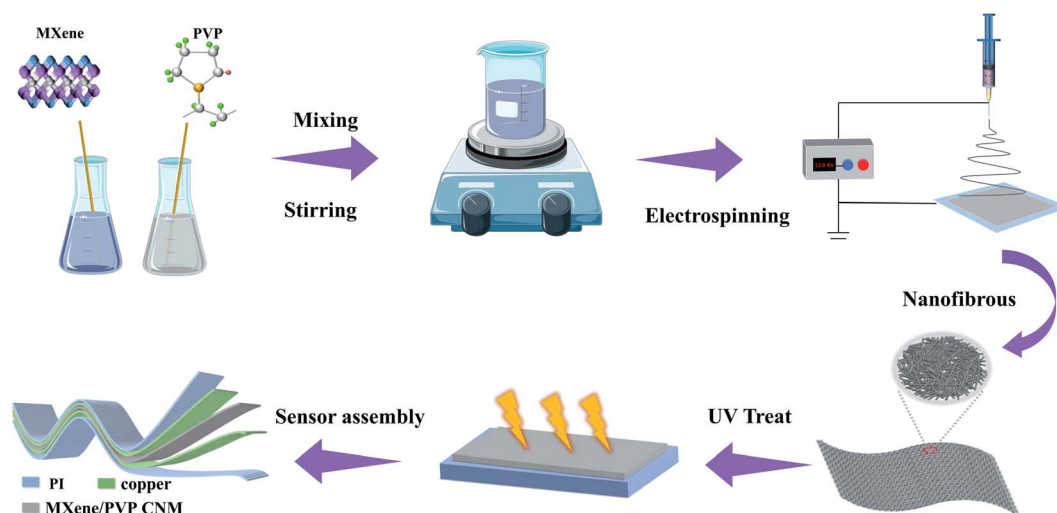 MXene
PVP
Mixing
Stirring
Electrospinning
Nanofibrous
UV Treat
Sensor assembly
PI
copper
MXene/PVP CNM